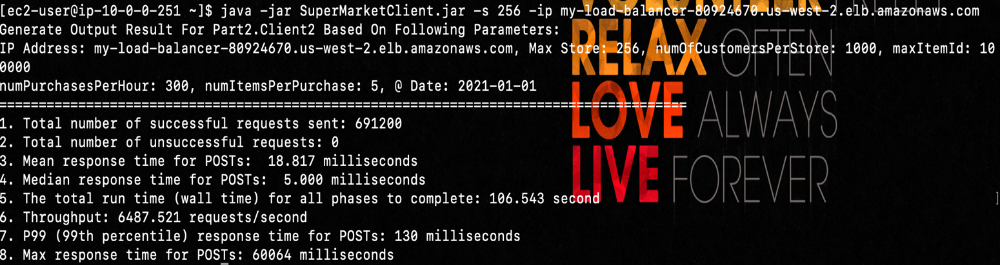 [ec2-user@ip-10-0-0-251 ~]$ java -jar SuperMarketClient.jar -s 256 -ip my-load-balancer-80924670.us-west-2.elb.amazonaws.com
Generate Output Result For Part2.Client2 Based On Following Parameters:
IP Address: my-load-balancer-80924670.us-west-2.elb.amazonaws.com, Max Store: 256, numOfCustomersPerStore: 1000, maxItemId: 10
0000
numPurchasesPerHour: 300, numItemsPerPurchase: 5, @ Date: 2021-01-01
========================================================================================
1. Total number of successful requests sent: 691200
2. Total number of unsuccessful requests: 0
3. Mean response time for POSTs:  18.817 milliseconds
4. Median response time for POSTs:  5.000 milliseconds
5. The total run time (wall time) for all phases to complete: 106.543 second
]
6. Throughput: 6487.521 requests/second
7. P99 (99th percentile) response time for POSTs: 130 milliseconds
8. Max response time for POSTs: 60064 milliseconds
RELAX OFTEN
LOVE ALWAYS
LIVE FOREVER